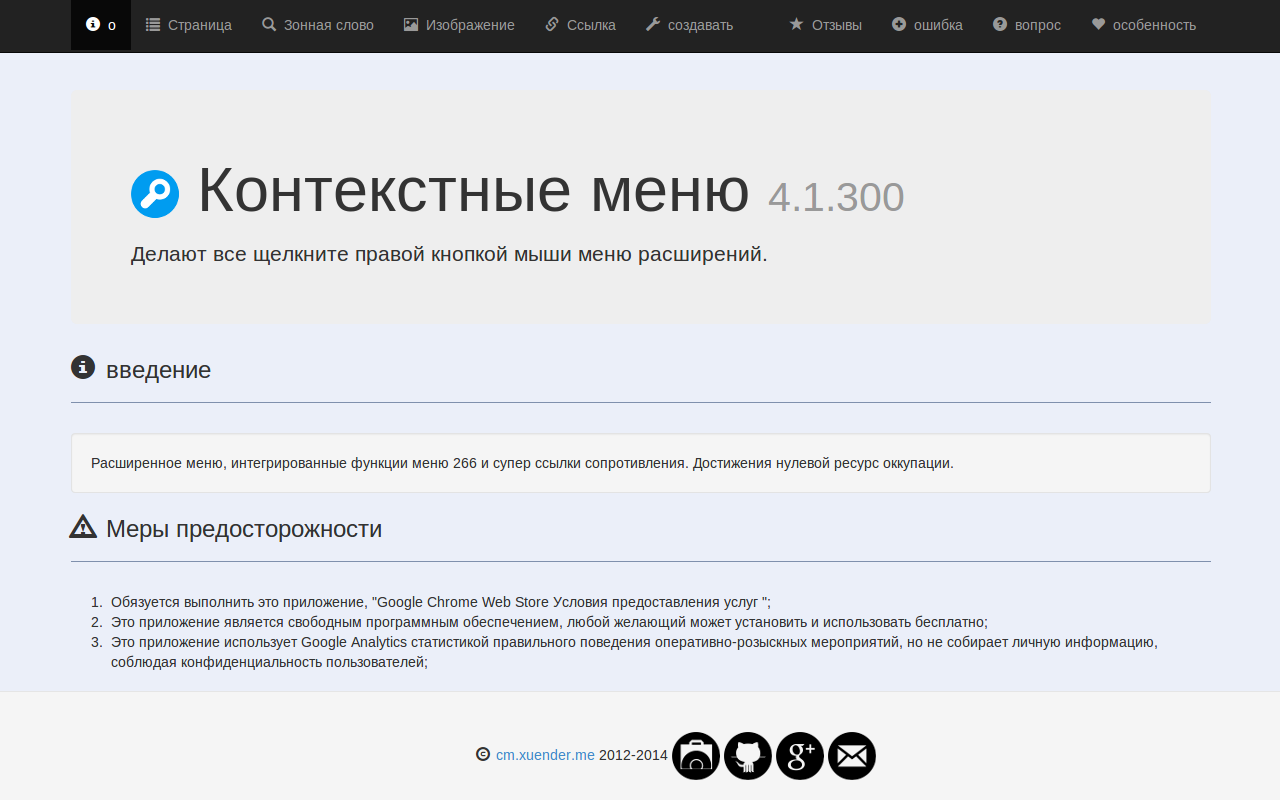 о Страница Зонная слово Изображение Ссылка создавать Отзывы ошибка вопрос особенность
Контекстные меню 4.1.300
Делают все щелкните правой кнопкой мыши меню расширений.
введение
Расширенное меню, интегрированные функции меню 266 и супер ссылки сопротивления. Достижения нулевой ресурс оккупации.
Меры предосторожности
1. Обязуется выполнить это приложение, "Google Chrome Web Store Условия предоставления услуг ";
2. Это приложение является свободным программным обеспечением, любой желающий может установить и использовать бесплатно;
3. Это приложение использует Google Analytics статистикой правильного поведения оперативно-розыскных мероприятий, но не собирает личную информацию,
соблюдая конфиденциальность пользователей;
© cm.xuender.me 2012-2014 g+